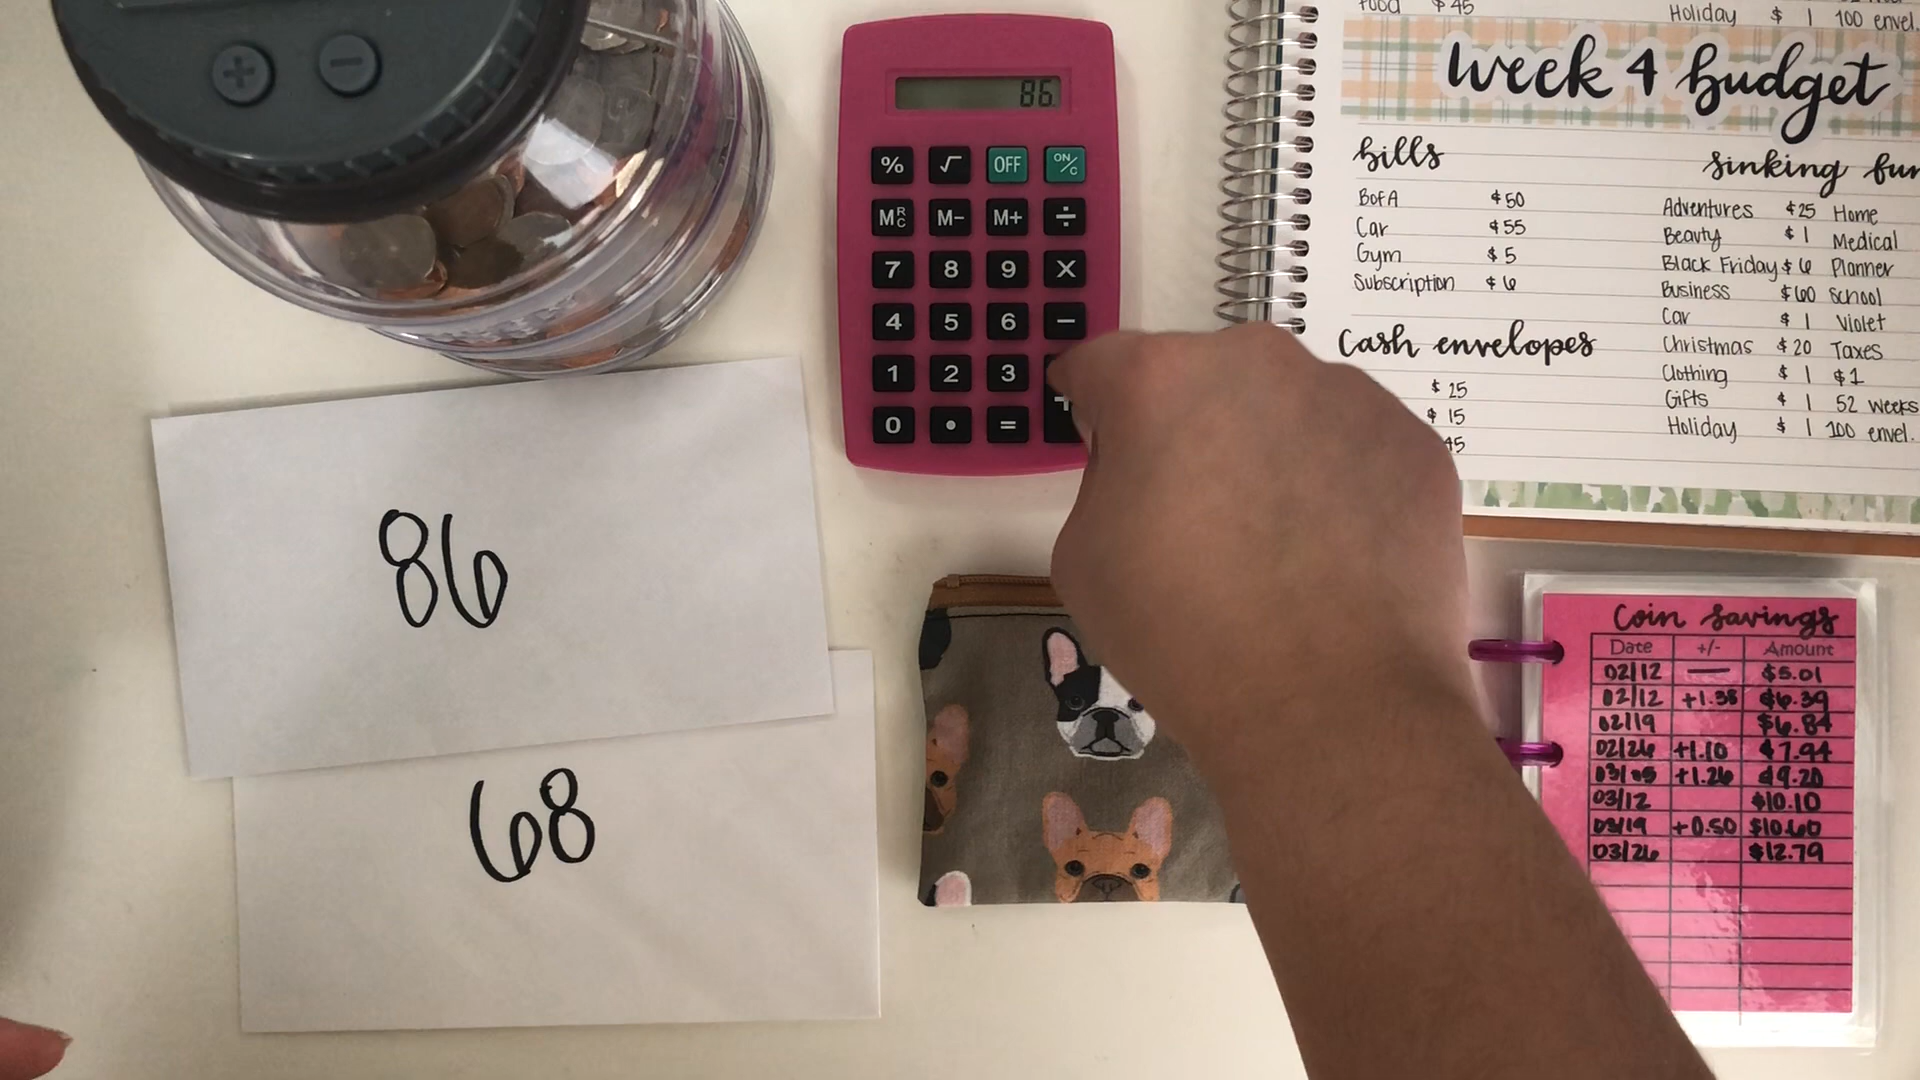 Food $45
Holiday $1 100 envel.
Week 4 budget
bills
BofA $50
Car $55
Gym $5
Subscription $6
cash envelopes
$25
$15
45
sinking fun
Adventures $25 Home
Beauty $1 Medical
Black Friday $6 Planner
Business $60 School
Car $1 Violet
Christmas $20 Taxes
Clothing $1 $1
Gifts $1 52 weeks
Holiday $1 100 envel.
86.
+ −
% √ OFF ON/C
MRC M− M+ ÷
7 8 9 X
4 5 6 −
1 2 3
0 • = +
86
68
Coin Savings
Date +/- Amount
02/12 — $5.01
02/12 +1.38 $6.39
02/19 $6.84
02/26 +1.10 $7.94
03/05 +1.26 $9.20
03/12 $10.10
03/19 +0.50 $10.60
03/26 $12.79